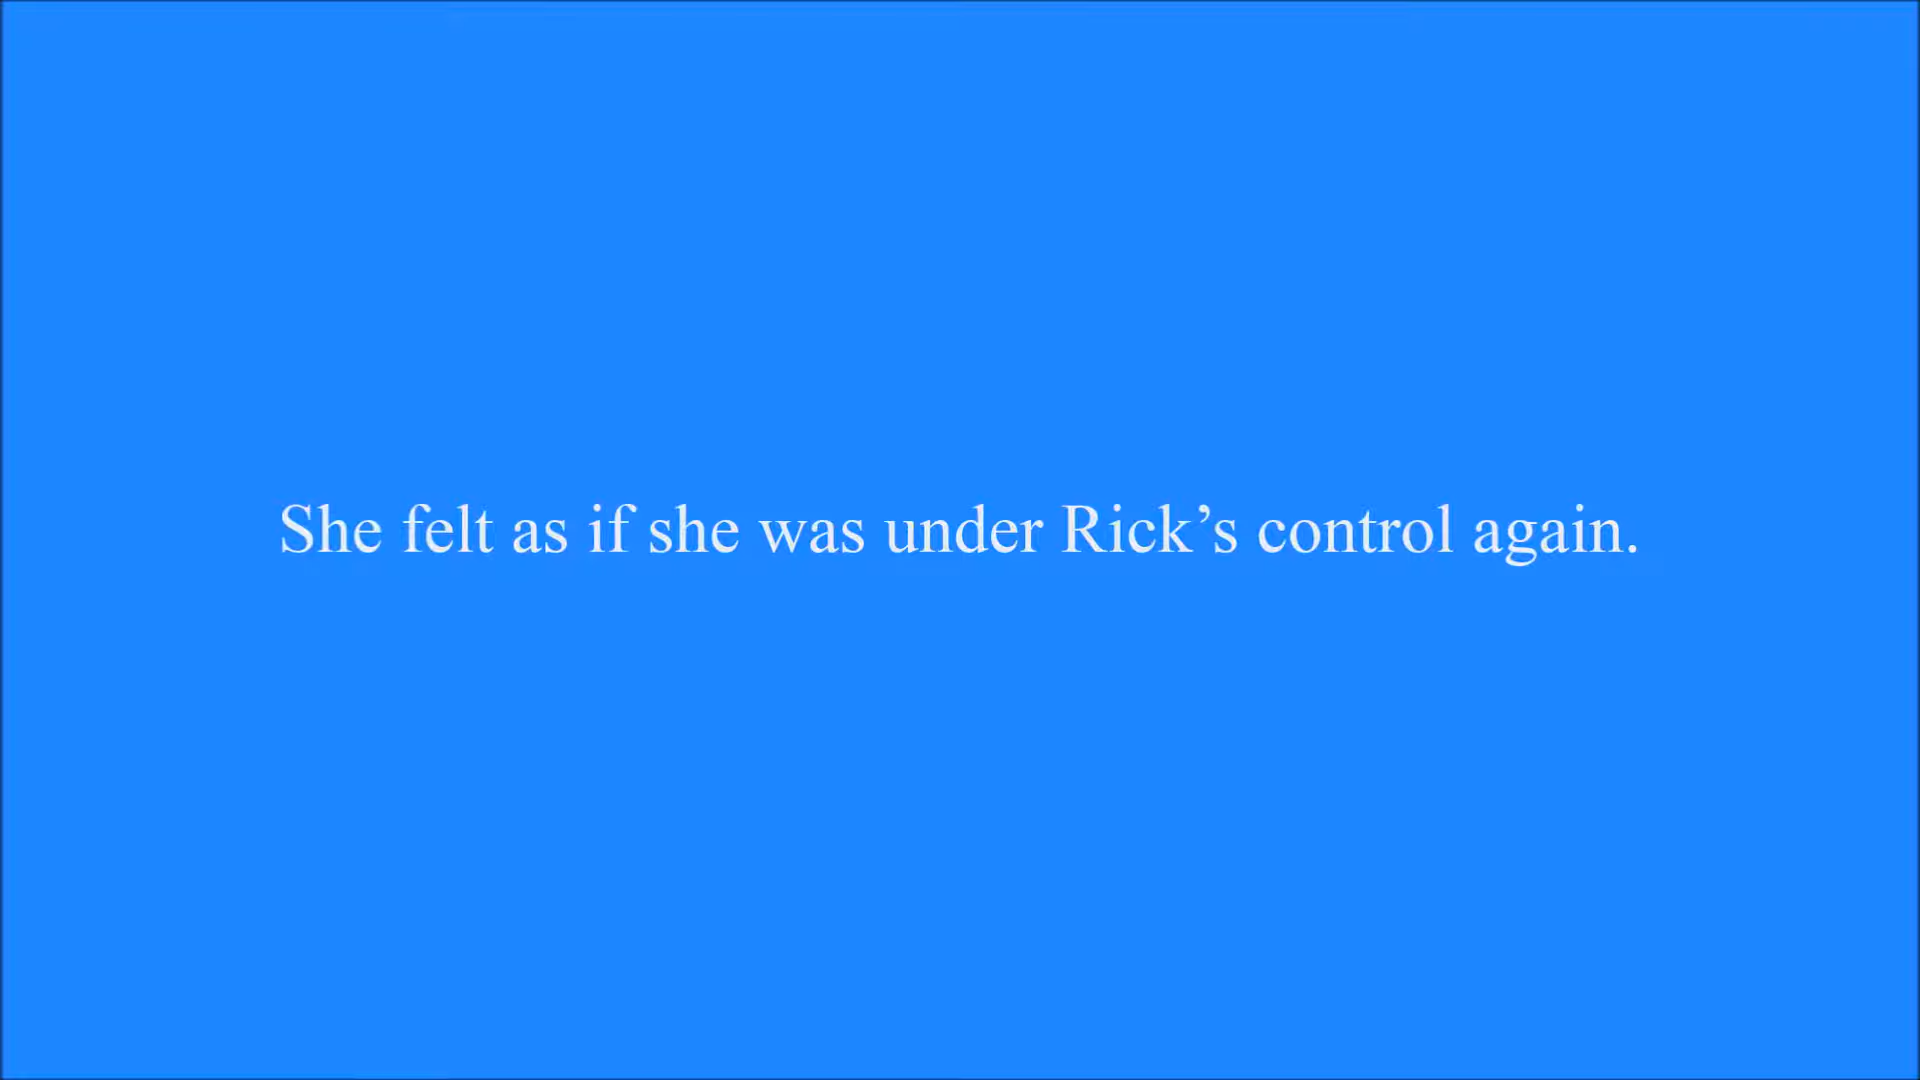 She felt as if she was under Rick’s control again.